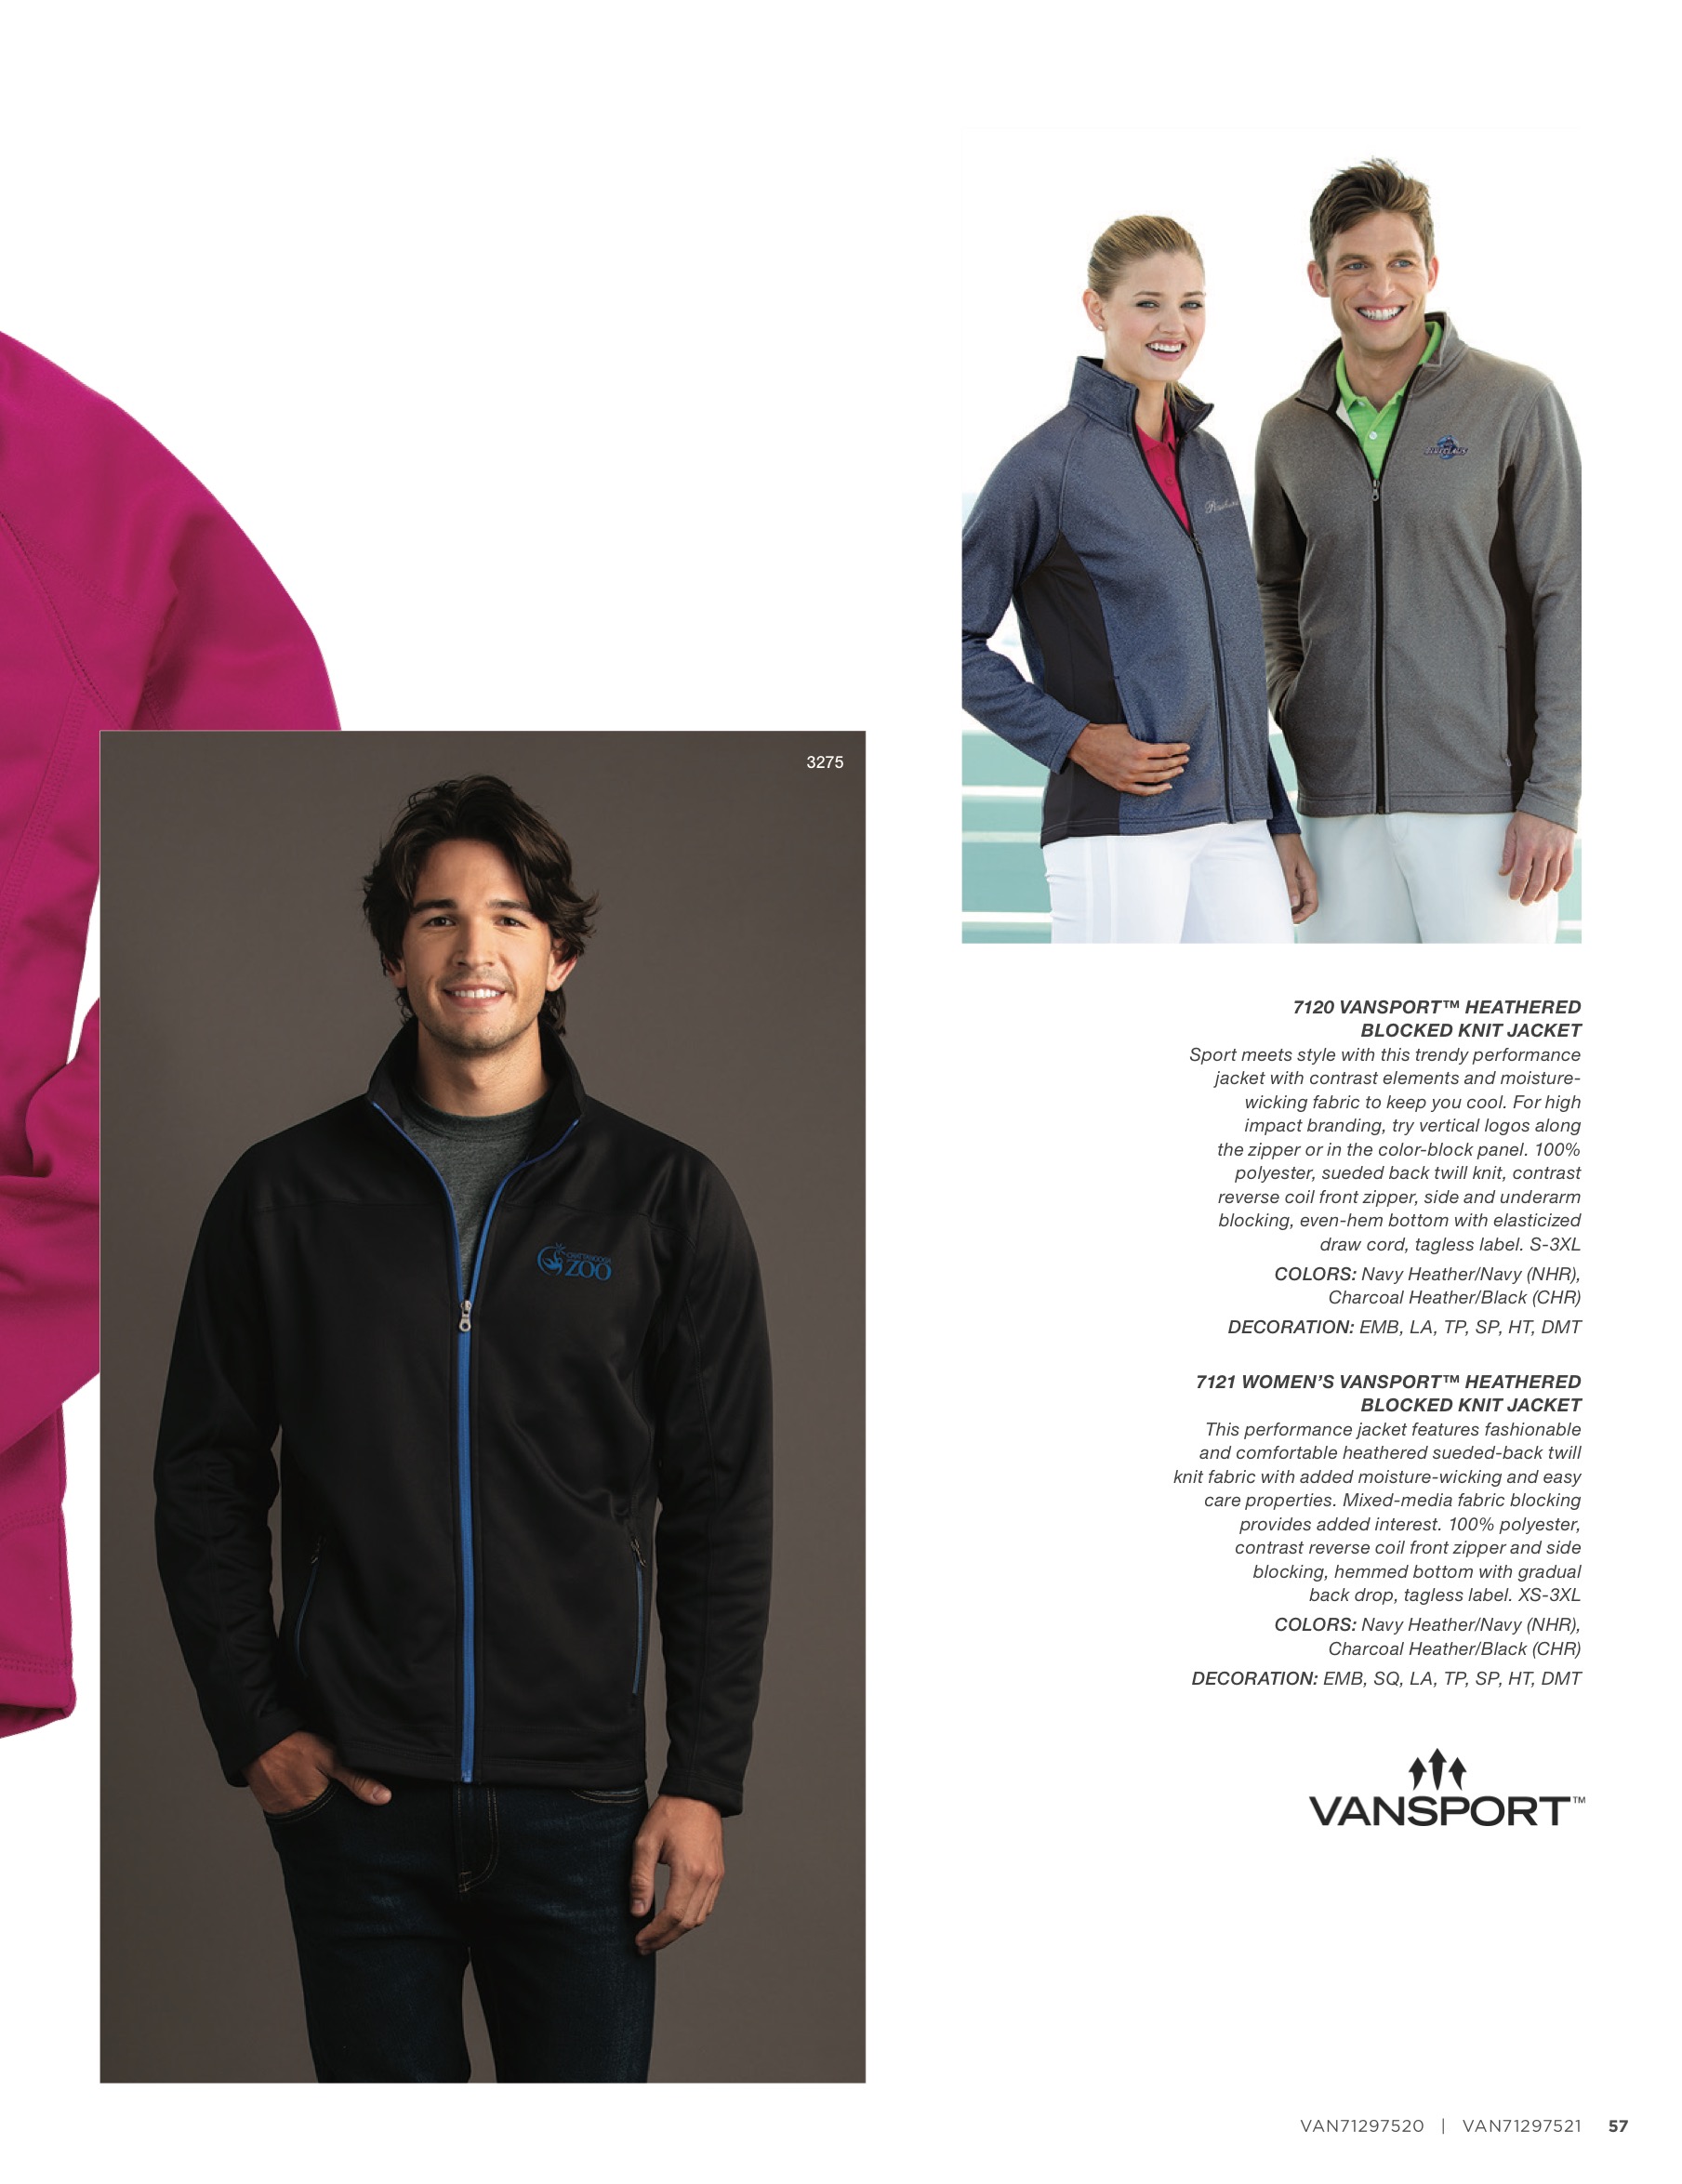 3275
CHATTANOOGA
ZOO
7120 VANSPORT™ HEATHERED
BLOCKED KNIT JACKET
Sport meets style with this trendy performance
jacket with contrast elements and moisture-
wicking fabric to keep you cool. For high
impact branding, try vertical logos along
the zipper or in the color-block panel. 100%
polyester, sueded back twill knit, contrast
reverse coil front zipper, side and underarm
blocking, even-hem bottom with elasticized
draw cord, tagless label. S-3XL
COLORS: Navy Heather/Navy (NHR),
Charcoal Heather/Black (CHR)
DECORATION: EMB, LA, TP, SP, HT, DMT
7121 WOMEN’S VANSPORT™ HEATHERED
BLOCKED KNIT JACKET
This performance jacket features fashionable
and comfortable heathered sueded-back twill
knit fabric with added moisture-wicking and easy
care properties. Mixed-media fabric blocking
provides added interest. 100% polyester,
contrast reverse coil front zipper and side
blocking, hemmed bottom with gradual
back drop, tagless label. XS-3XL
COLORS: Navy Heather/Navy (NHR),
Charcoal Heather/Black (CHR)
DECORATION: EMB, SQ, LA, TP, SP, HT, DMT
VANSPORT™
VAN71297520 | VAN71297521 57